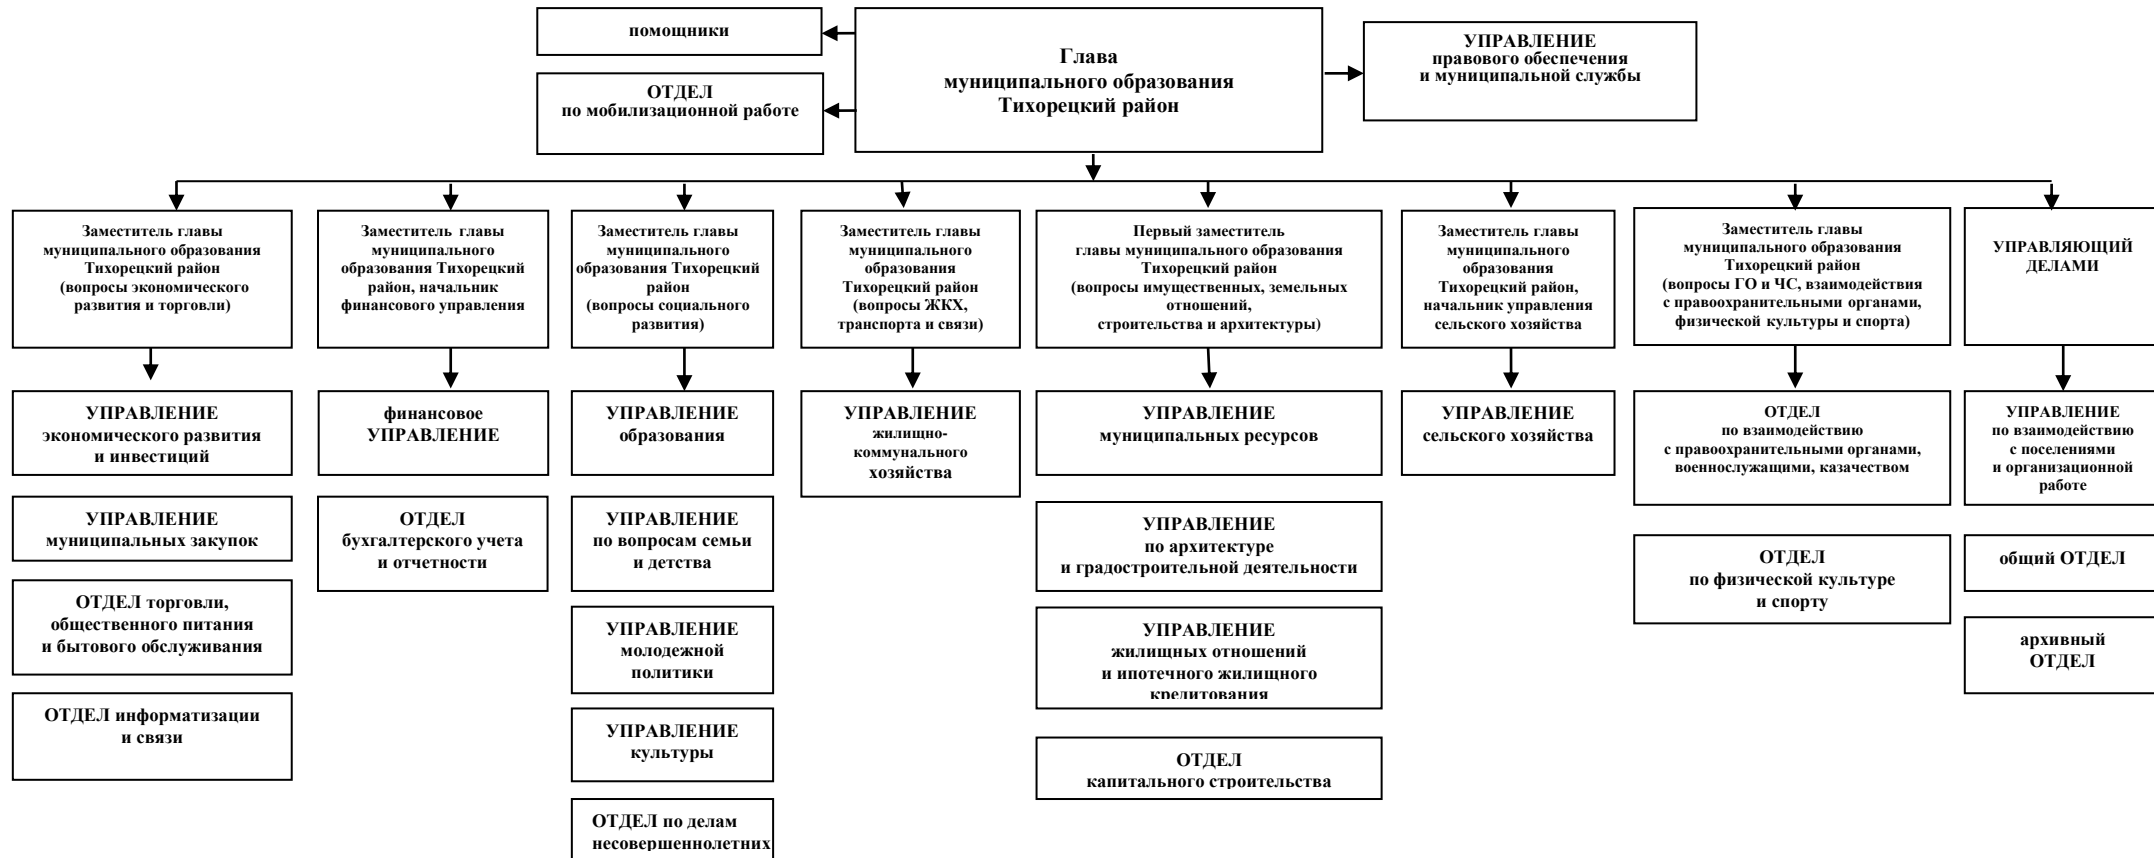 помощники
ОТДЕЛ
по мобилизационной работе
Глава
муниципального образования
Тихорецкий район
УПРАВЛЕНИЕ
правового обеспечения
и муниципальной службы
Заместитель главы
муниципального образования
Тихорецкий район
(вопросы экономического
развития и торговли)
Заместитель главы
муниципального
образования Тихорецкий
район, начальник
финансового управления
Заместитель главы
муниципального
образования Тихорецкий
район
(вопросы социального
развития)
Заместитель главы
муниципального
образования
Тихорецкий район
(вопросы ЖКХ,
транспорта и связи)
Первый заместитель
главы муниципального образования
Тихорецкий район
(вопросы имущественных, земельных
отношений,
строительства и архитектуры)
Заместитель главы
муниципального
образования
Тихорецкий район,
начальник управления
сельского хозяйства
Заместитель главы
муниципального образования
Тихорецкий район
(вопросы ГО и ЧС, взаимодействия
с правоохранительными органами,
физической культуры и спорта)
УПРАВЛЯЮЩИЙ
ДЕЛАМИ
УПРАВЛЕНИЕ
экономического развития
и инвестиций
УПРАВЛЕНИЕ
муниципальных закупок
ОТДЕЛ торговли,
общественного питания
и бытового обслуживания
ОТДЕЛ информатизации
и связи
финансовое
УПРАВЛЕНИЕ
ОТДЕЛ
бухгалтерского учета
и отчетности
УПРАВЛЕНИЕ
образования
УПРАВЛЕНИЕ
по вопросам семьи
и детства
УПРАВЛЕНИЕ
молодежной
политики
УПРАВЛЕНИЕ
культуры
ОТДЕЛ по делам
несовершеннолетних
УПРАВЛЕНИЕ
жилищно-
коммунального
хозяйства
УПРАВЛЕНИЕ
муниципальных ресурсов
УПРАВЛЕНИЕ
по архитектуре
и градостроительной деятельности
УПРАВЛЕНИЕ
жилищных отношений
и ипотечного жилищного
кредитования
ОТДЕЛ
капитального строительства
УПРАВЛЕНИЕ
сельского хозяйства
ОТДЕЛ
по взаимодействию
с правоохранительными органами,
военнослужащими, казачеством
ОТДЕЛ
по физической культуре
и спорту
УПРАВЛЕНИЕ
по взаимодействию
с поселениями
и организационной
работе
общий ОТДЕЛ
архивный
ОТДЕЛ